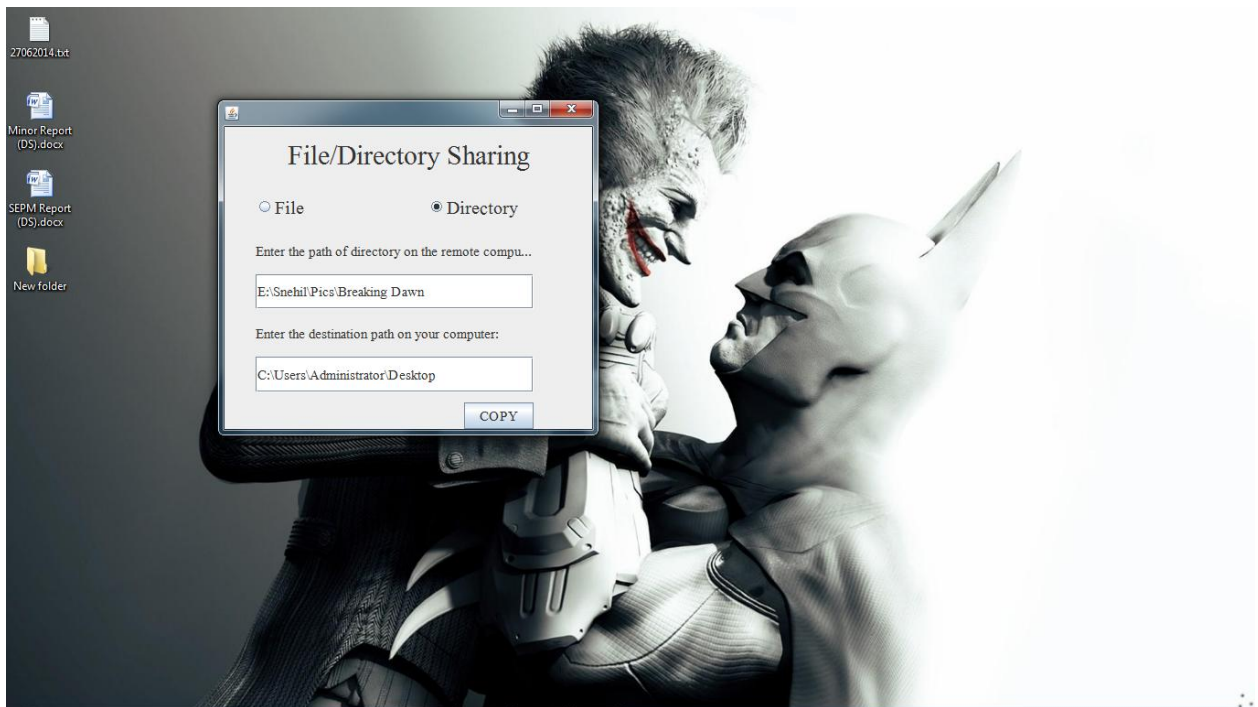 27062014.txt
Minor Report
(DS).docx
SEPM Report
(DS).docx
New folder
File/Directory Sharing
File
Directory
Enter the path of directory on the remote compu...
E:\Snehil\Pics\Breaking Dawn
Enter the destination path on your computer:
C:\Users\Administrator\Desktop
COPY